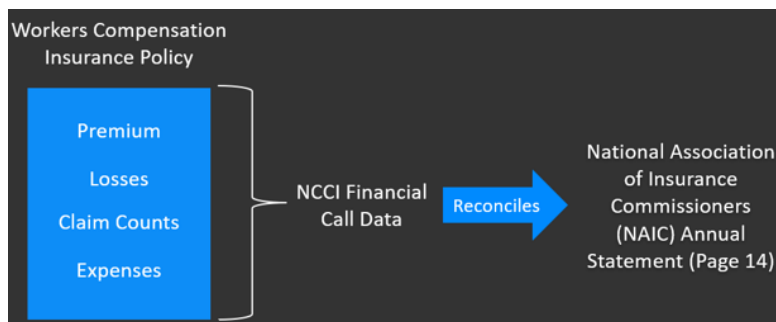 Workers Compensation
Insurance Policy
Premium
Losses
Claim Counts
Expenses
NCCI Financial
Call Data
Reconciles
National Association
of Insurance
Commissioners
(NAIC) Annual
Statement (Page 14)